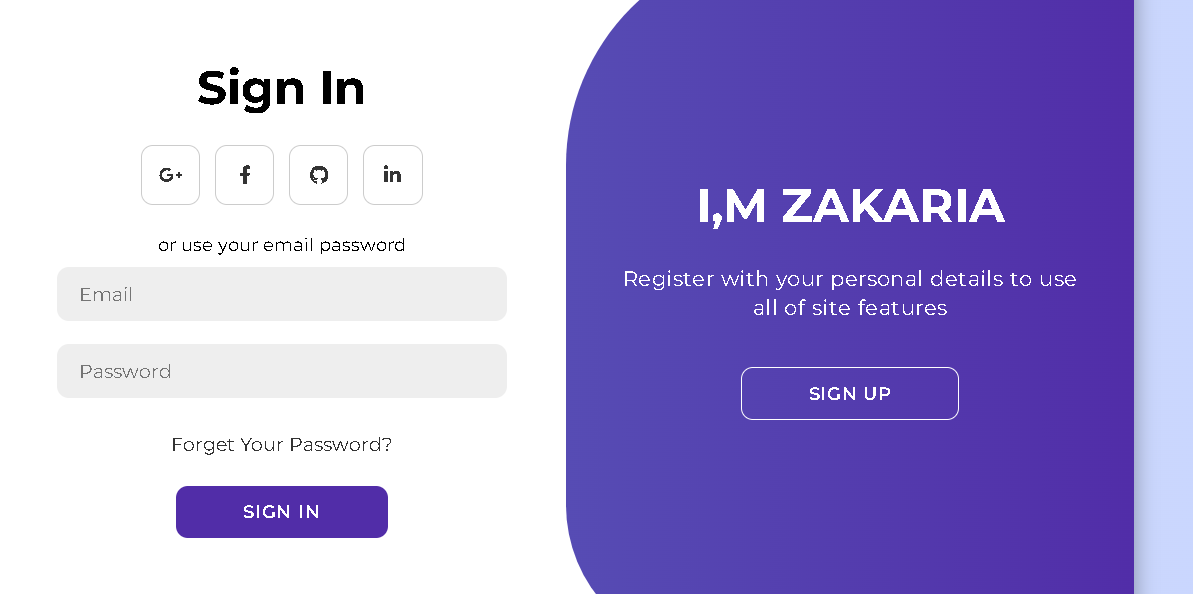 Sign In
G+
f
in
or use your email password
Email
Password
Forget Your Password?
SIGN IN
I,M ZAKARIA
Register with your personal details to use
all of site features
SIGN UP